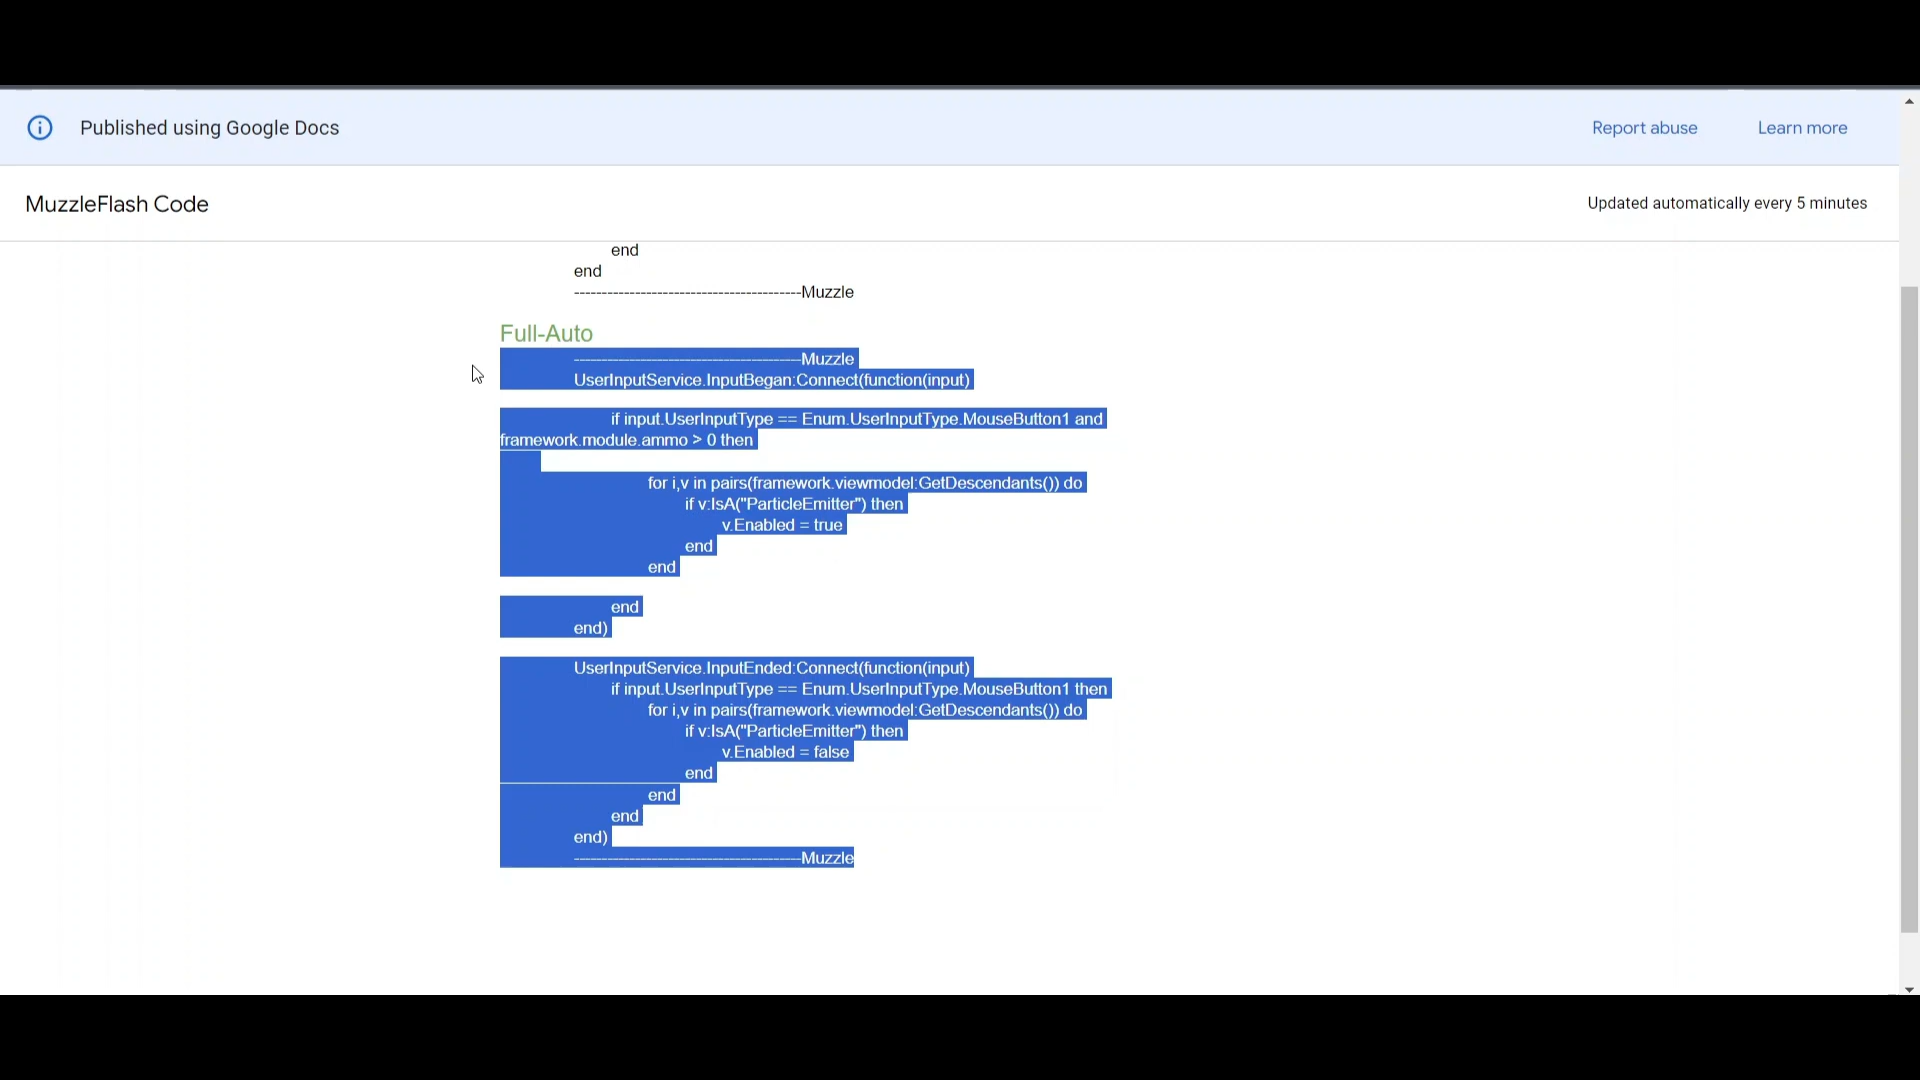 Published using Google Docs
Report abuse
Learn more
MuzzleFlash Code
Updated automatically every 5 minutes
end
end
-----------------------------------------Muzzle
Full-Auto
-----------------------------------------Muzzle
UserInputService.InputBegan:Connect(function(input)
if input.UserInputType == Enum.UserInputType.MouseButton1 and
framework.module.ammo > 0 then
for i,v in pairs(framework.viewmodel:GetDescendants()) do
if v:IsA("ParticleEmitter") then
v.Enabled = true
end
end
end
end)
UserInputService.InputEnded:Connect(function(input)
if input.UserInputType == Enum.UserInputType.MouseButton1 then
for i,v in pairs(framework.viewmodel:GetDescendants()) do
if v:IsA("ParticleEmitter") then
v.Enabled = false
end
end
end
end)
-----------------------------------------Muzzle